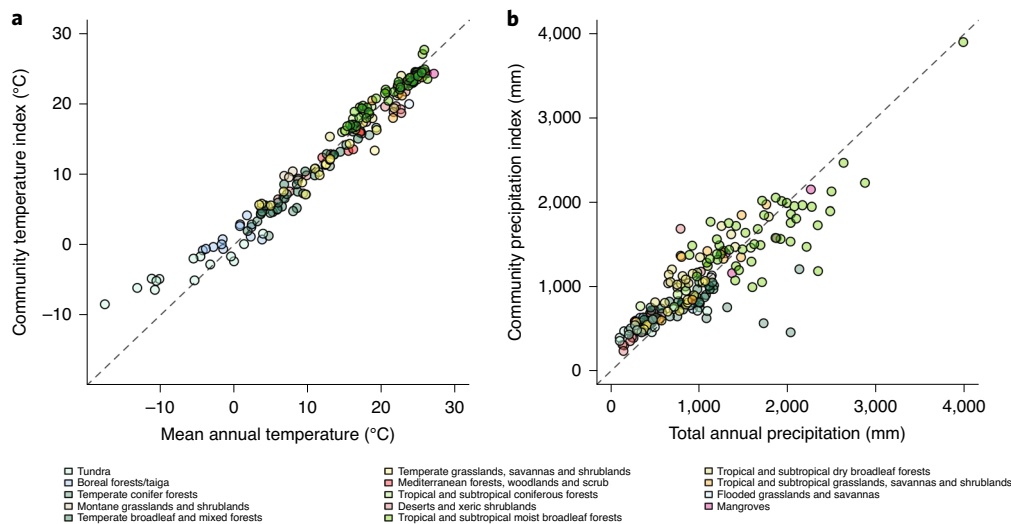 a
30
20
10
0
–10
Community temperature index (°C)
–10 0 10 20 30
Mean annual temperature (°C)
b
4,000
3,000
2,000
1,000
0
Community precipitation index (mm)
0 1,000 2,000 3,000 4,000
Total annual precipitation (mm)
Tundra
Boreal forests/taiga
Temperate conifer forests
Montane grasslands and shrublands
Temperate broadleaf and mixed forests
Temperate grasslands, savannas and shrublands
Mediterranean forests, woodlands and scrub
Tropical and subtropical coniferous forests
Deserts and xeric shrublands
Tropical and subtropical moist broadleaf forests
Tropical and subtropical dry broadleaf forests
Tropical and subtropical grasslands, savannas and shrublands
Flooded grasslands and savannas
Mangroves